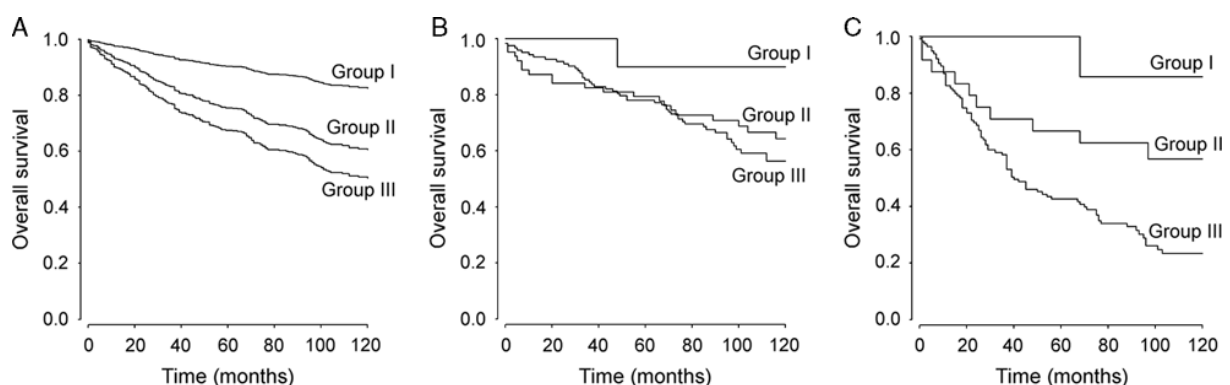 A
Overall survival
1.0
0.8
0.6
0.4
0.2
0.0
Group I
Group II
Group III
0 20 40 60 80 100 120
Time (months)
B
Overall survival
1.0
0.8
0.6
0.4
0.2
0.0
Group I
Group II
Group III
0 20 40 60 80 100 120
Time (months)
C
Overall survival
1.0
0.8
0.6
0.4
0.2
0.0
Group I
Group II
Group III
0 20 40 60 80 100 120
Time (months)